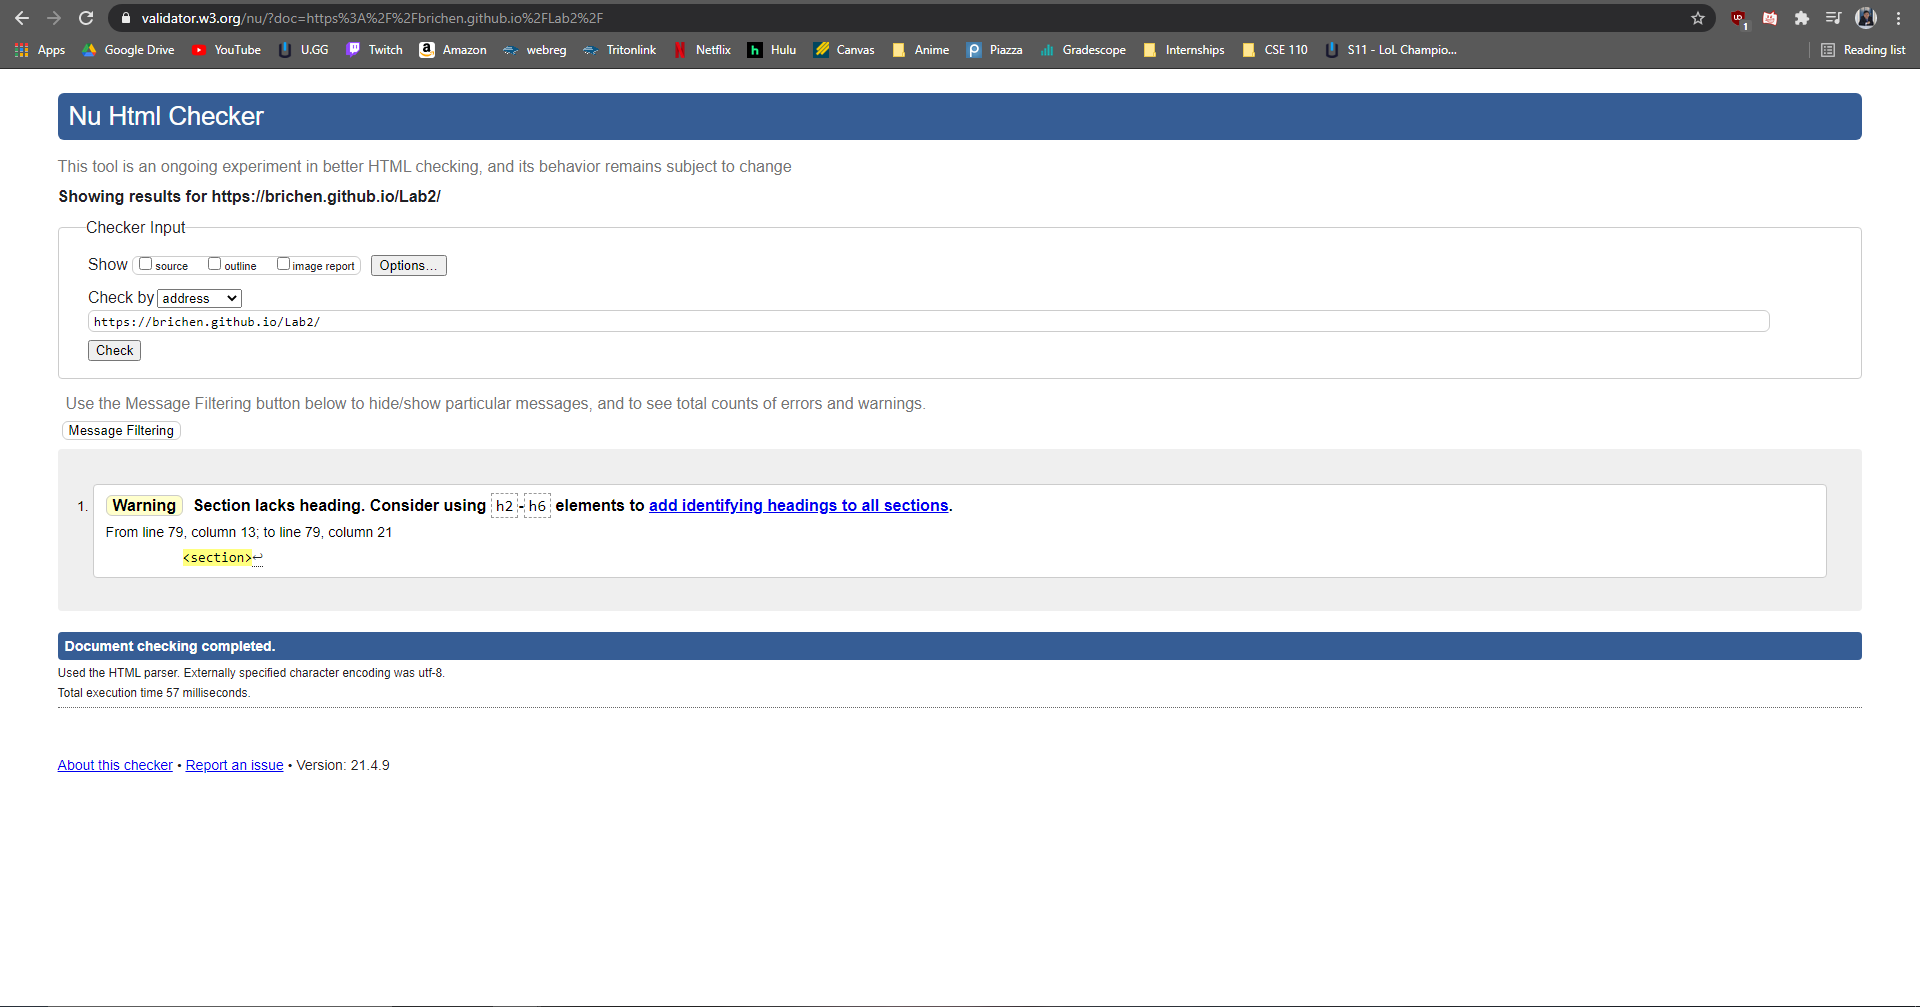 validator.w3.org/nu/?doc=https%3A%2F%2Fbrichen.github.io%2FLab2%2F
1
Apps Google Drive YouTube U.GG Twitch Amazon webreg Tritonlink Netflix Hulu Canvas Anime Piazza Gradescope Internships CSE 110 S11 - LoL Champio... Reading list
Nu Html Checker
This tool is an ongoing experiment in better HTML checking, and its behavior remains subject to change
Showing results for https://brichen.github.io/Lab2/
Checker Input
Show source outline image report Options...
Check by address
https://brichen.github.io/Lab2/
Check
Use the Message Filtering button below to hide/show particular messages, and to see total counts of errors and warnings.
Message Filtering
1. Warning Section lacks heading. Consider using h2-h6 elements to add identifying headings to all sections.
From line 79, column 13; to line 79, column 21
<section>↩
Document checking completed.
Used the HTML parser. Externally specified character encoding was utf-8.
Total execution time 57 milliseconds.
About this checker • Report an issue • Version: 21.4.9